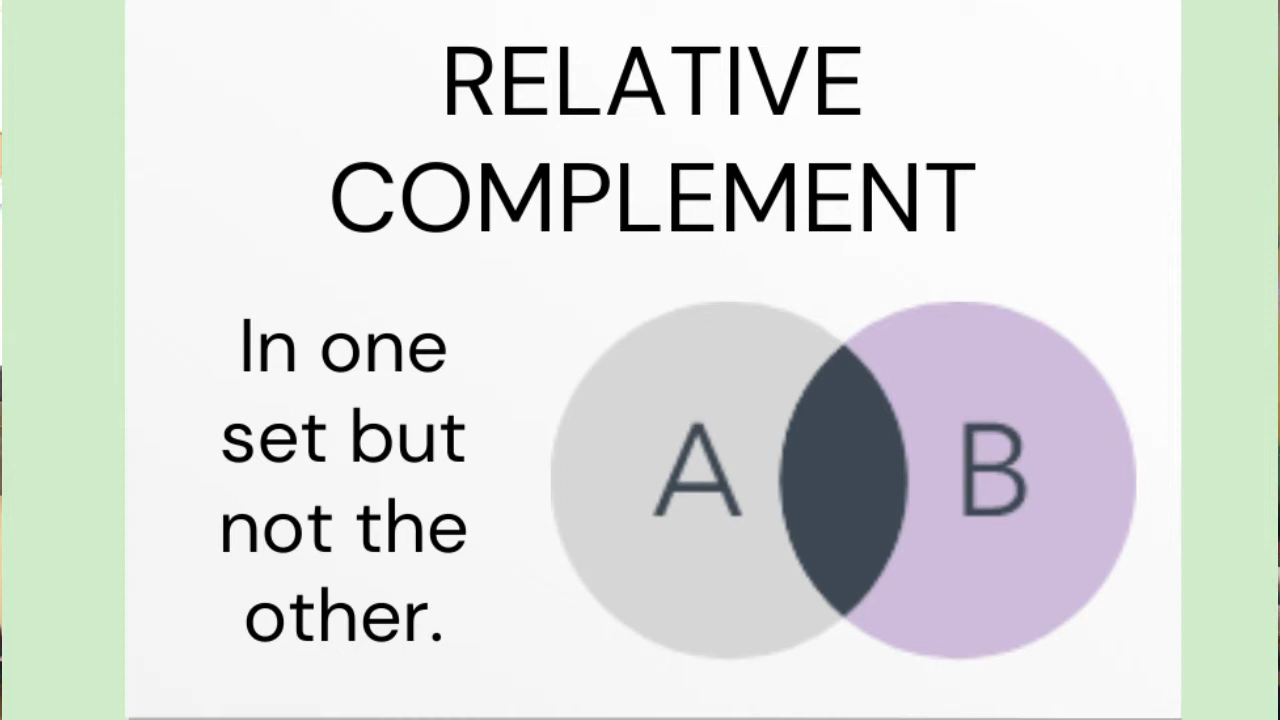 RELATIVE
COMPLEMENT
In one
set but
not the
other.
A
B